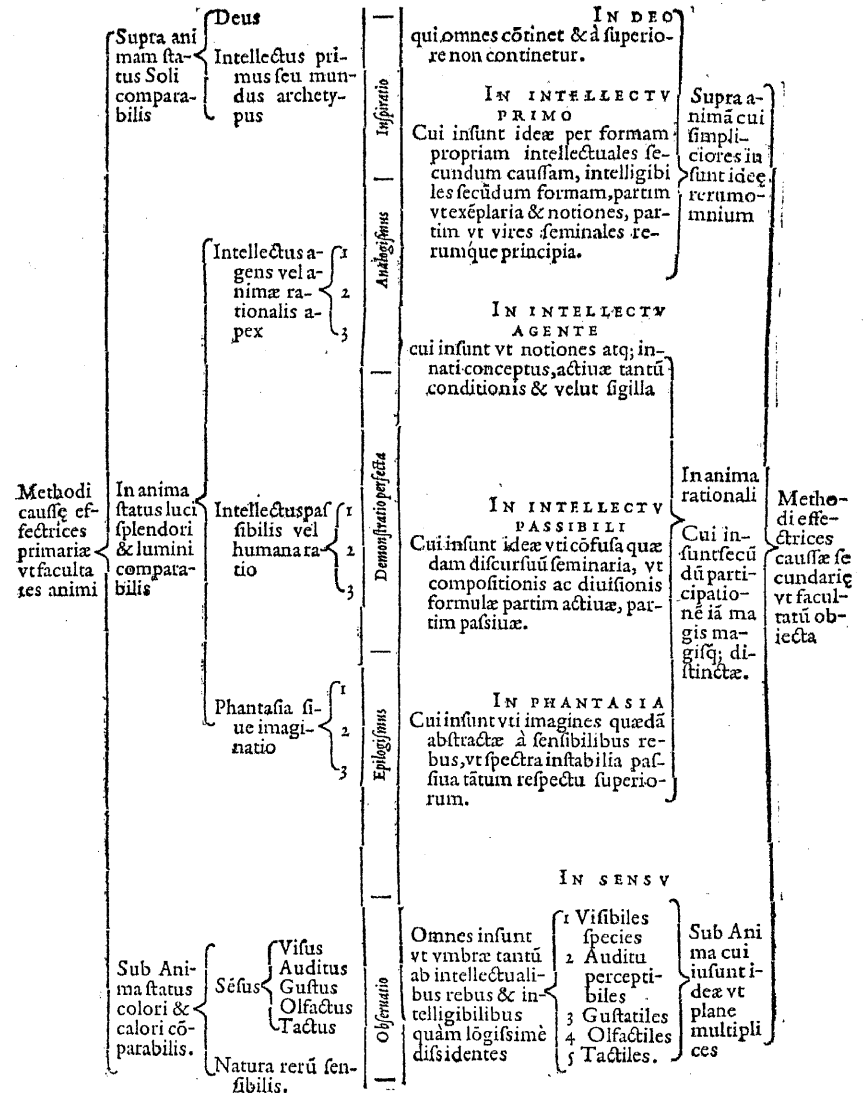 Methodi
caussę ef-
fectrices
primariæ
vt faculta
tes animi
Supra ani
mam sta-
tus Soli
compara-
bilis
Deus
Intellectus pri-
mus seu mun-
dus archety-
pus
In anima
status luci
splendori
& lumini
compara-
bilis
Intellectus a-
gens vel a-
nimæ ra-
tionalis a-
pex
1
2
3
Intellectus pas
sibilis vel
humana ra-
tio
1
2
3
Phantasia si-
ue imagi-
natio
1
2
3
Sub Ani-
ma status
colori &
calori cō-
parabilis.
Sēsus
Visus
Auditus
Gustus
Olfactus
Tactus
Natura rerū sen-
sibilis.
Inspiratio
Analogismus
Demonstratio perfecta
Epilogismus
Obseruatio
IN DEO
qui omnes cōtinet & à superio-
re non continetur.
IN INTELLECTV
PRIMO
Cui insunt ideæ per formam
propriam intellectuales se-
cundum caussam, intelligibi
les secūdum formam, partim
vt exēplaria & notiones, par-
tim vt vires seminales re-
rumque principia.
IN INTELLECTV
AGENTE
cui insunt vt notiones atq; in-
nati conceptus, actiuæ tantū
conditionis & velut sigilla
IN INTELLECTV
PASSIBILI
Cui insunt ideæ vti cōfusa quæ
dam discursuū seminaria, vt
compositionis ac diuisionis
formulæ partim actiuæ, par-
tim passiuæ.
IN PHANTASIA
Cui insunt vti imagines quædā
abstractæ à sensibilibus re-
bus, vt spectra instabilia pas-
siua tātum respectu superio-
rum.
IN SENSV
Omnes insunt
vt vmbræ tantū
ab intellectuali-
bus rebus & in-
telligibilibus
quàm lōgissimè
dissidentes
1 Visibiles
species
2 Auditu
percepti-
biles
3 Gustatiles
4 Olfactiles
5 Tactiles.
Supra a-
nimā cui
simpli-
ciores in
sunt ideę
rerum o-
mnium
In anima
rationali
Cui in-
sunt secū
dū parti-
cipatio-
nē iā ma
gis ma-
gisq; di-
stinctæ.
Sub Ani
ma cui
iusunt i-
deæ vt
plane
multipli
ces
Metho-
di effe-
ctrices
caussæ se
cundarię
vt facul-
tatū ob-
iecta